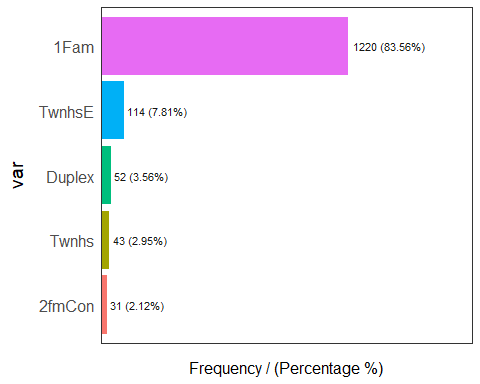 1Fam 1220 (83.56%)
TwnhsE 114 (7.81%)
Duplex 52 (3.56%)
Twnhs 43 (2.95%)
2fmCon 31 (2.12%)
var
Frequency / (Percentage %)